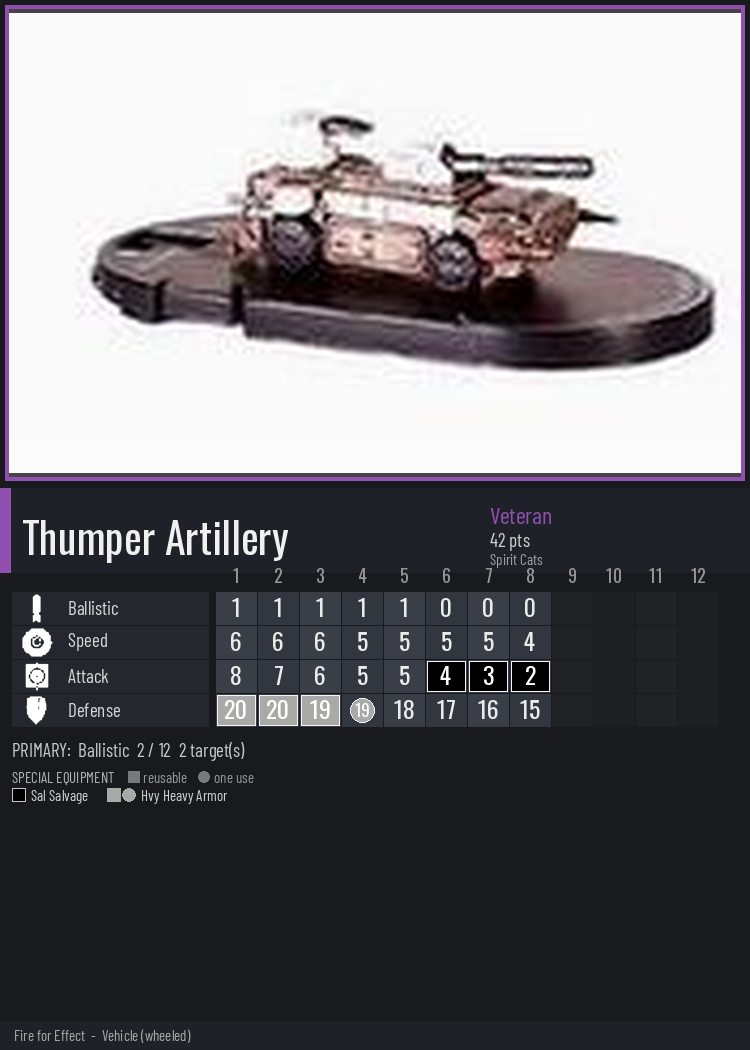 Thumper Artillery
Veteran
42 pts
Spirit Cats
1 2 3 4 5 6 7 8 9 10 11 12
Ballistic 1 1 1 1 1 0 0 0
Speed 6 6 6 5 5 5 5 4
Attack 8 7 6 5 5 4 3 2
Defense 20 20 19 19 18 17 16 15
PRIMARY: Ballistic 2 / 12 2 target(s)
SPECIAL EQUIPMENT reusable one use
Sal Salvage Hvy Heavy Armor
Fire for Effect - Vehicle (wheeled)